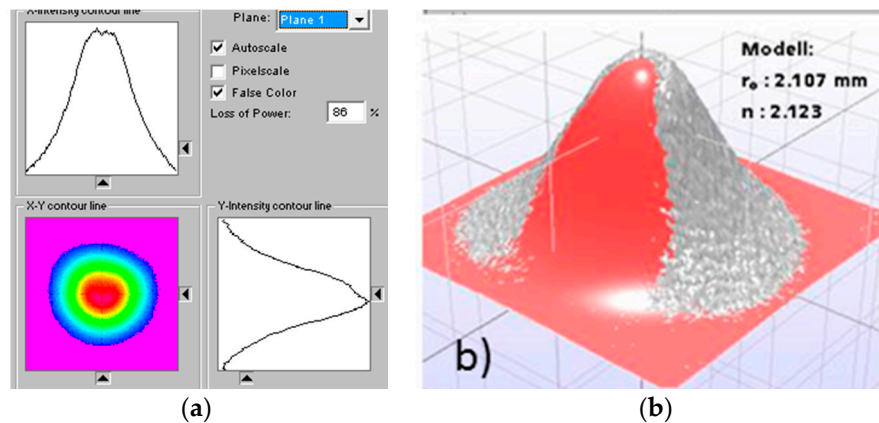 X-Intensity contour line
Plane: Plane 1
Autoscale
Pixelscale
False Color
Loss of Power: 86 %
X-Y contour line
Y-Intensity contour line
(a)
Modell:
r₀ : 2.107 mm
n : 2.123
b)
(b)